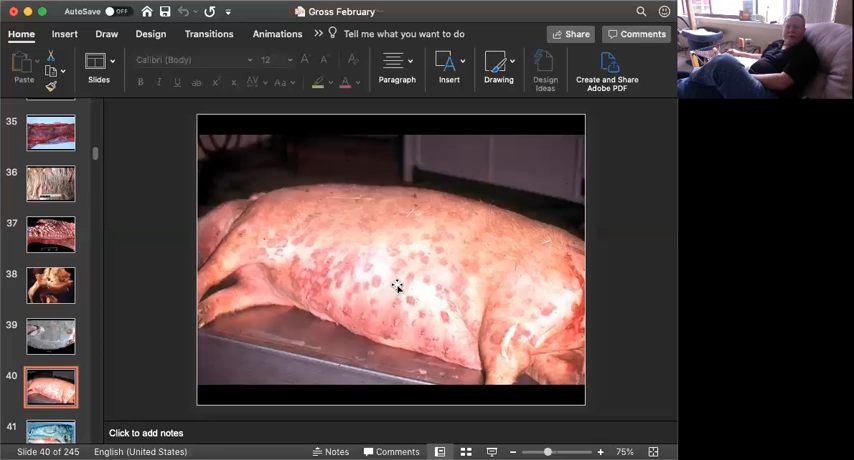 AutoSave OFF
Gross February
Home Insert Draw Design Transitions Animations Tell me what you want to do Share Comments
Paste Slides Calibri (Body) 12 Paragraph Insert Drawing Design Ideas Create and Share Adobe PDF
35
36
37
38
39
40
41
Click to add notes
Slide 40 of 245 English (United States) Notes Comments 75%